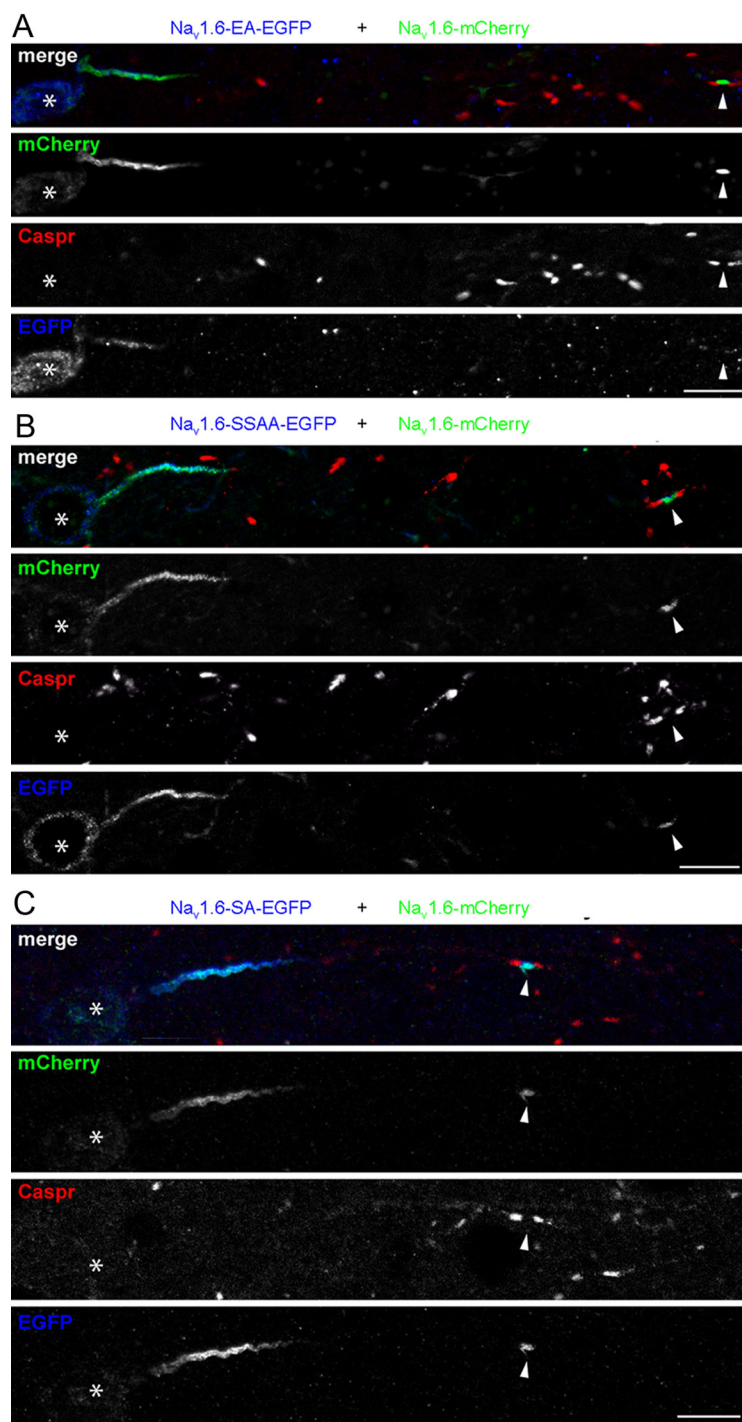 A
Naᵥ1.6-EA-EGFP + Naᵥ1.6-mCherry
merge
*
mCherry
*
Caspr
*
EGFP
*
B
Naᵥ1.6-SSAA-EGFP + Naᵥ1.6-mCherry
merge
*
mCherry
*
Caspr
*
EGFP
*
C
Naᵥ1.6-SA-EGFP + Naᵥ1.6-mCherry
merge
*
mCherry
*
Caspr
*
EGFP
*